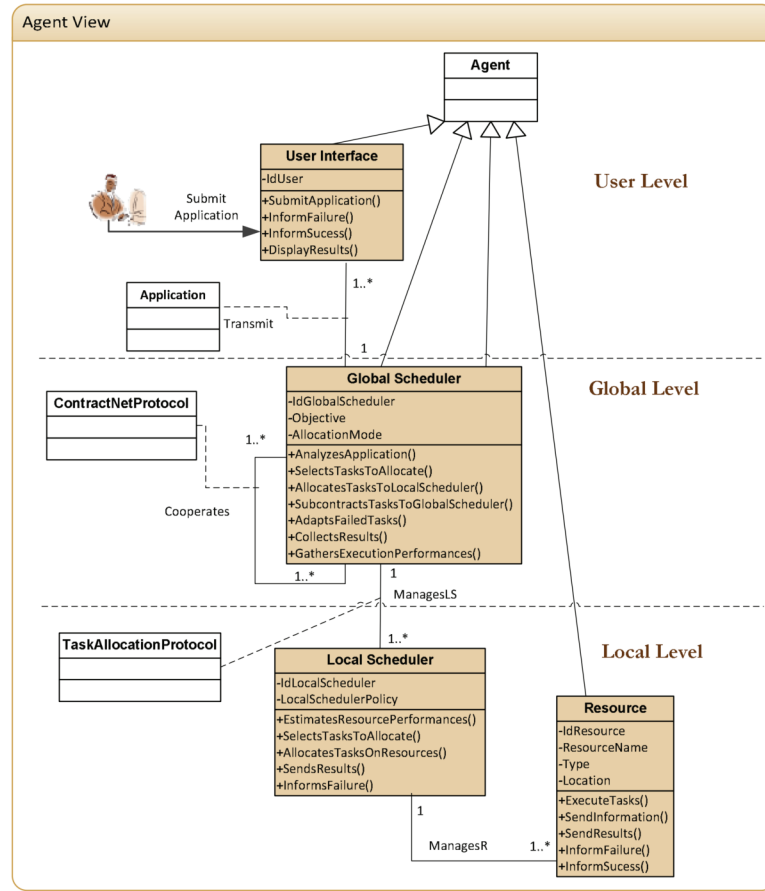 Agent View
Agent
User Level
User Interface
-IdUser
+SubmitApplication()
+InformFailure()
+InformSucess()
+DisplayResults()
Submit
Application
1..*
Application
Transmit
1
Global Level
Global Scheduler
-IdGlobalScheduler
-Objective
-AllocationMode
+AnalyzesApplication()
+SelectsTasksToAllocate()
+AllocatesTasksToLocalScheduler()
+SubcontractsTasksToGlobalScheduler()
+AdaptsFailedTasks()
+CollectsResults()
+GathersExecutionPerformances()
ContractNetProtocol
1..*
Cooperates
1..*
1
ManagesLS
1..*
TaskAllocationProtocol
Local Level
Local Scheduler
-IdLocalScheduler
-LocalSchedulerPolicy
+EstimatesResourcePerformances()
+SelectsTasksToAllocate()
+AllocatesTasksOnResources()
+SendsResults()
+InformsFailure()
Resource
-IdResource
-ResourceName
-Type
-Location
+ExecuteTasks()
+SendInformation()
+SendResults()
+InformFailure()
+InformSucess()
1
ManagesR
1..*